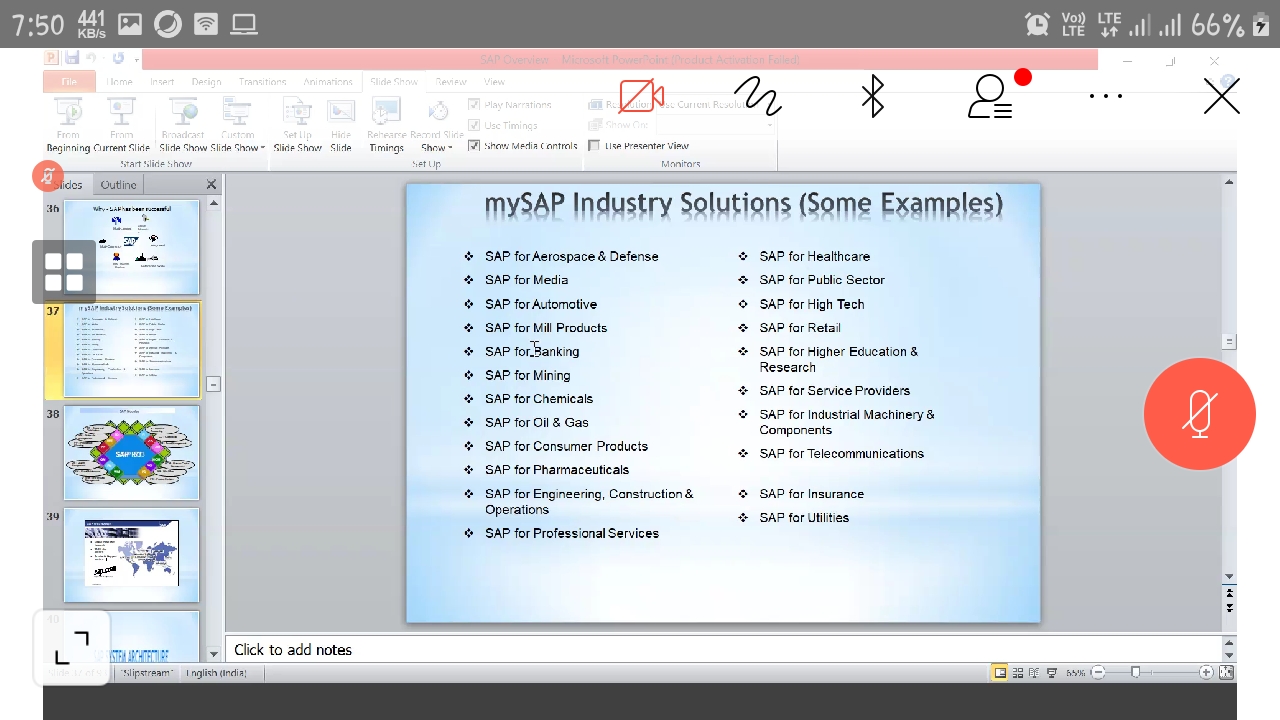 7:50 441 KB/s Vo) LTE LTE 66%
SAP Overview - Microsoft PowerPoint (Product Activation Failed)
File Home Insert Design Transitions Animations Slide Show Review View
From Beginning
From Current Slide
Broadcast Slide Show
Custom Slide Show
Set Up Slide Show
Hide Slide
Rehearse Timings
Record Slide Show
Play Narrations
Use Timings
Show Media Controls
Use Current Resolution
Show On:
Use Presenter View
Start Slide Show
Set Up
Monitors
Slides Outline
36
Why - SAP has been successful
37
mySAP Industry Solutions (Some Examples)
38
39
40
SYSTEM ARCHITECTURE
mySAP Industry Solutions (Some Examples)
SAP for Aerospace & Defense
SAP for Media
SAP for Automotive
SAP for Mill Products
SAP for Banking
SAP for Mining
SAP for Chemicals
SAP for Oil & Gas
SAP for Consumer Products
SAP for Pharmaceuticals
SAP for Engineering, Construction &
Operations
SAP for Professional Services
SAP for Healthcare
SAP for Public Sector
SAP for High Tech
SAP for Retail
SAP for Higher Education &
Research
SAP for Service Providers
SAP for Industrial Machinery &
Components
SAP for Telecommunications
SAP for Insurance
SAP for Utilities
Click to add notes
"Slipstream" English (India) 65%